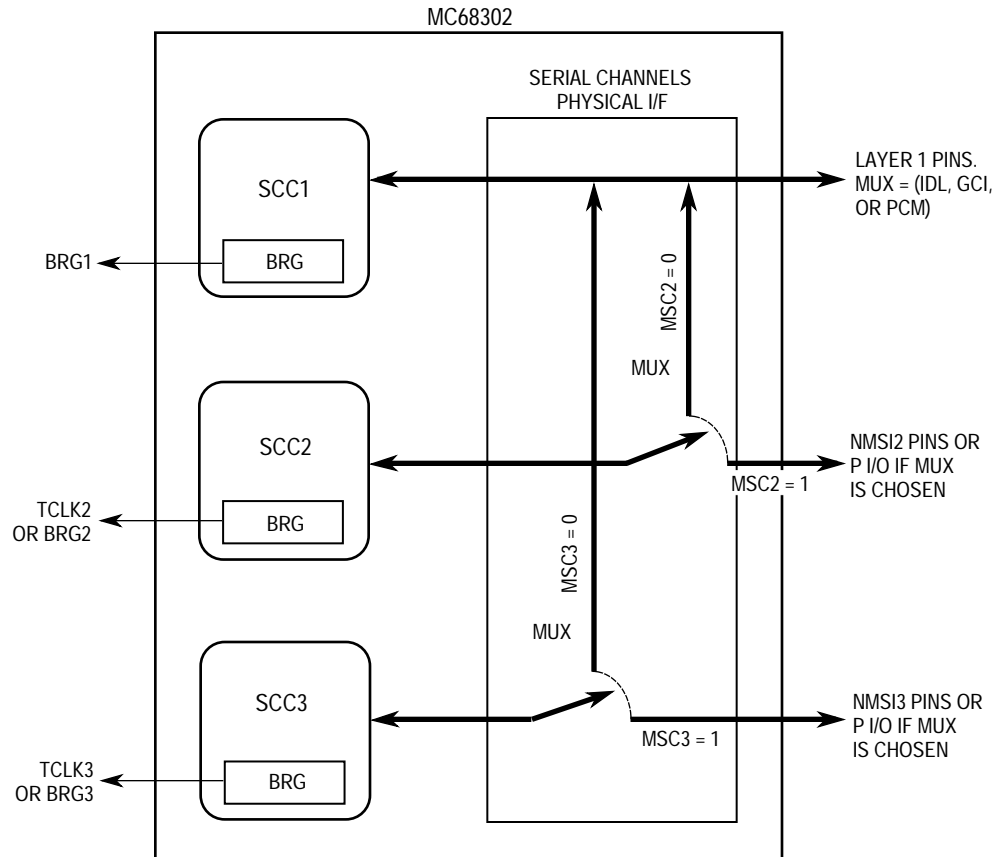 MC68302
SERIAL CHANNELS
PHYSICAL I/F
SCC1
BRG
BRG1
LAYER 1 PINS.
MUX = (IDL, GCI,
OR PCM)
MSC2 = 0
MUX
SCC2
BRG
TCLK2
OR BRG2
NMSI2 PINS OR
P I/O IF MUX
IS CHOSEN
MSC2 = 1
MSC3 = 0
MUX
SCC3
BRG
TCLK3
OR BRG3
MSC3 = 1
NMSI3 PINS OR
P I/O IF MUX
IS CHOSEN